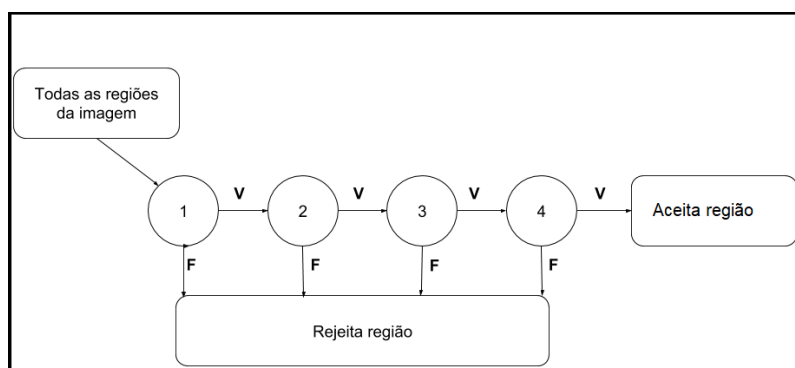 Todas as regiões
da imagem
V
V
V
V
1
2
3
4
Aceita região
F
F
F
F
Rejeita região